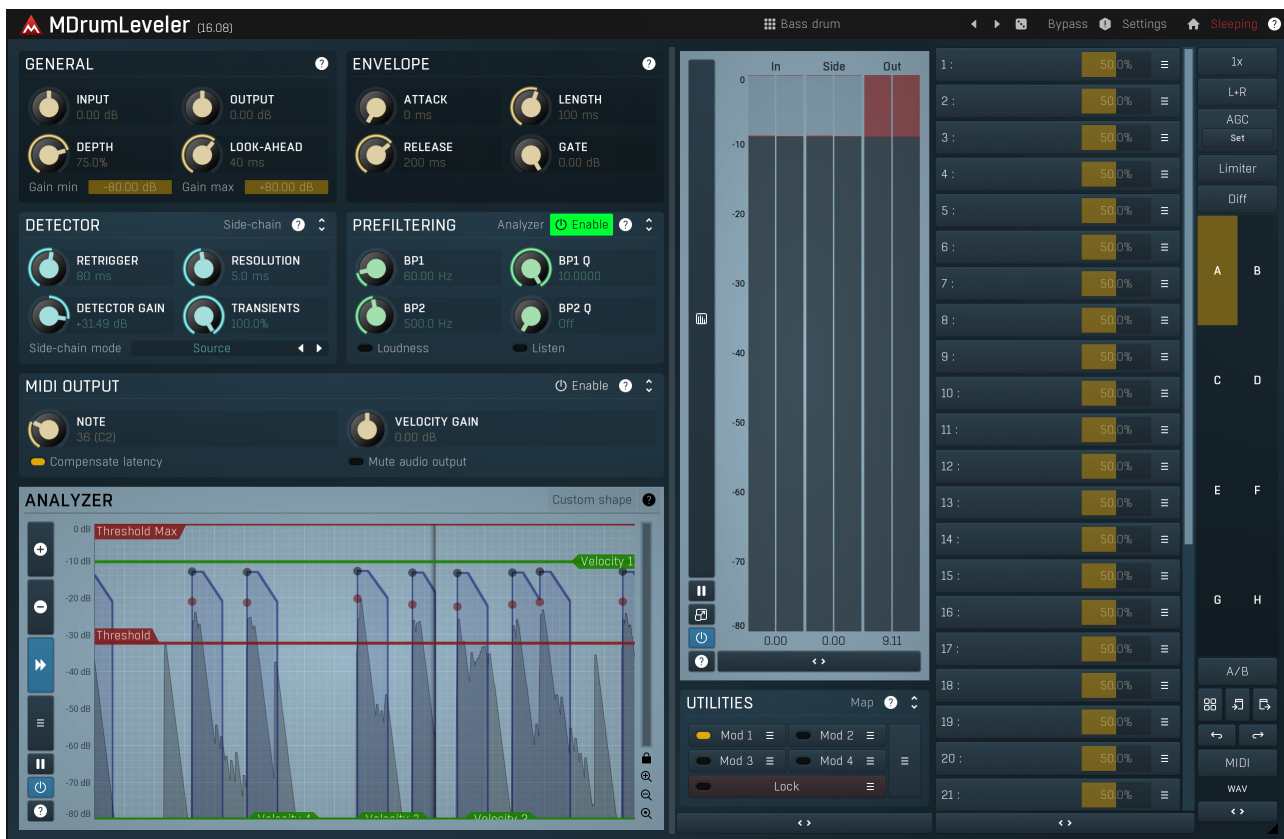 MDrumLeveler (16.08)
Bass drum
Bypass
Settings
Sleeping ?
GENERAL ?
INPUT
0.00 dB
OUTPUT
0.00 dB
DEPTH
75.0%
LOOK-AHEAD
40 ms
Gain min -80.00 dB Gain max +80.00 dB
ENVELOPE ?
ATTACK
0 ms
LENGTH
100 ms
RELEASE
200 ms
GATE
0.00 dB
DETECTOR Side-chain ?
RETRIGGER
80 ms
RESOLUTION
5.0 ms
DETECTOR GAIN
+31.49 dB
TRANSIENTS
100.0%
Side-chain mode Source
PREFILTERING Analyzer Enable ?
BP1
60.00 Hz
BP1 Q
10.0000
BP2
500.0 Hz
BP2 Q
Off
Loudness Listen
MIDI OUTPUT Enable ?
NOTE
36 (C2)
VELOCITY GAIN
0.00 dB
Compensate latency Mute audio output
ANALYZER Custom shape ?
0 dB
Threshold Max
-10 dB
Velocity 1
-20 dB
-30 dB
Threshold
-40 dB
-50 dB
-60 dB
-70 dB
-80 dB
Velocity 4 Velocity 2 Velocity 3
?
In Side Out
0
-10
-20
-30
-40
-50
-60
-70
-80
0.00 0.00 9.11
?
UTILITIES Map ?
Mod 1 Mod 2
Mod 3 Mod 4
Lock
1 : 50.0%
2 : 50.0%
3 : 50.0%
4 : 50.0%
5 : 50.0%
6 : 50.0%
7 : 50.0%
8 : 50.0%
9 : 50.0%
10 : 50.0%
11 : 50.0%
12 : 50.0%
13 : 50.0%
14 : 50.0%
15 : 50.0%
16 : 50.0%
17 : 50.0%
18 : 50.0%
19 : 50.0%
20 : 50.0%
21 : 50.0%
1x
L+R
AGC
Set
Limiter
Diff
A B
C D
E F
G H
A/B
MIDI
WAV